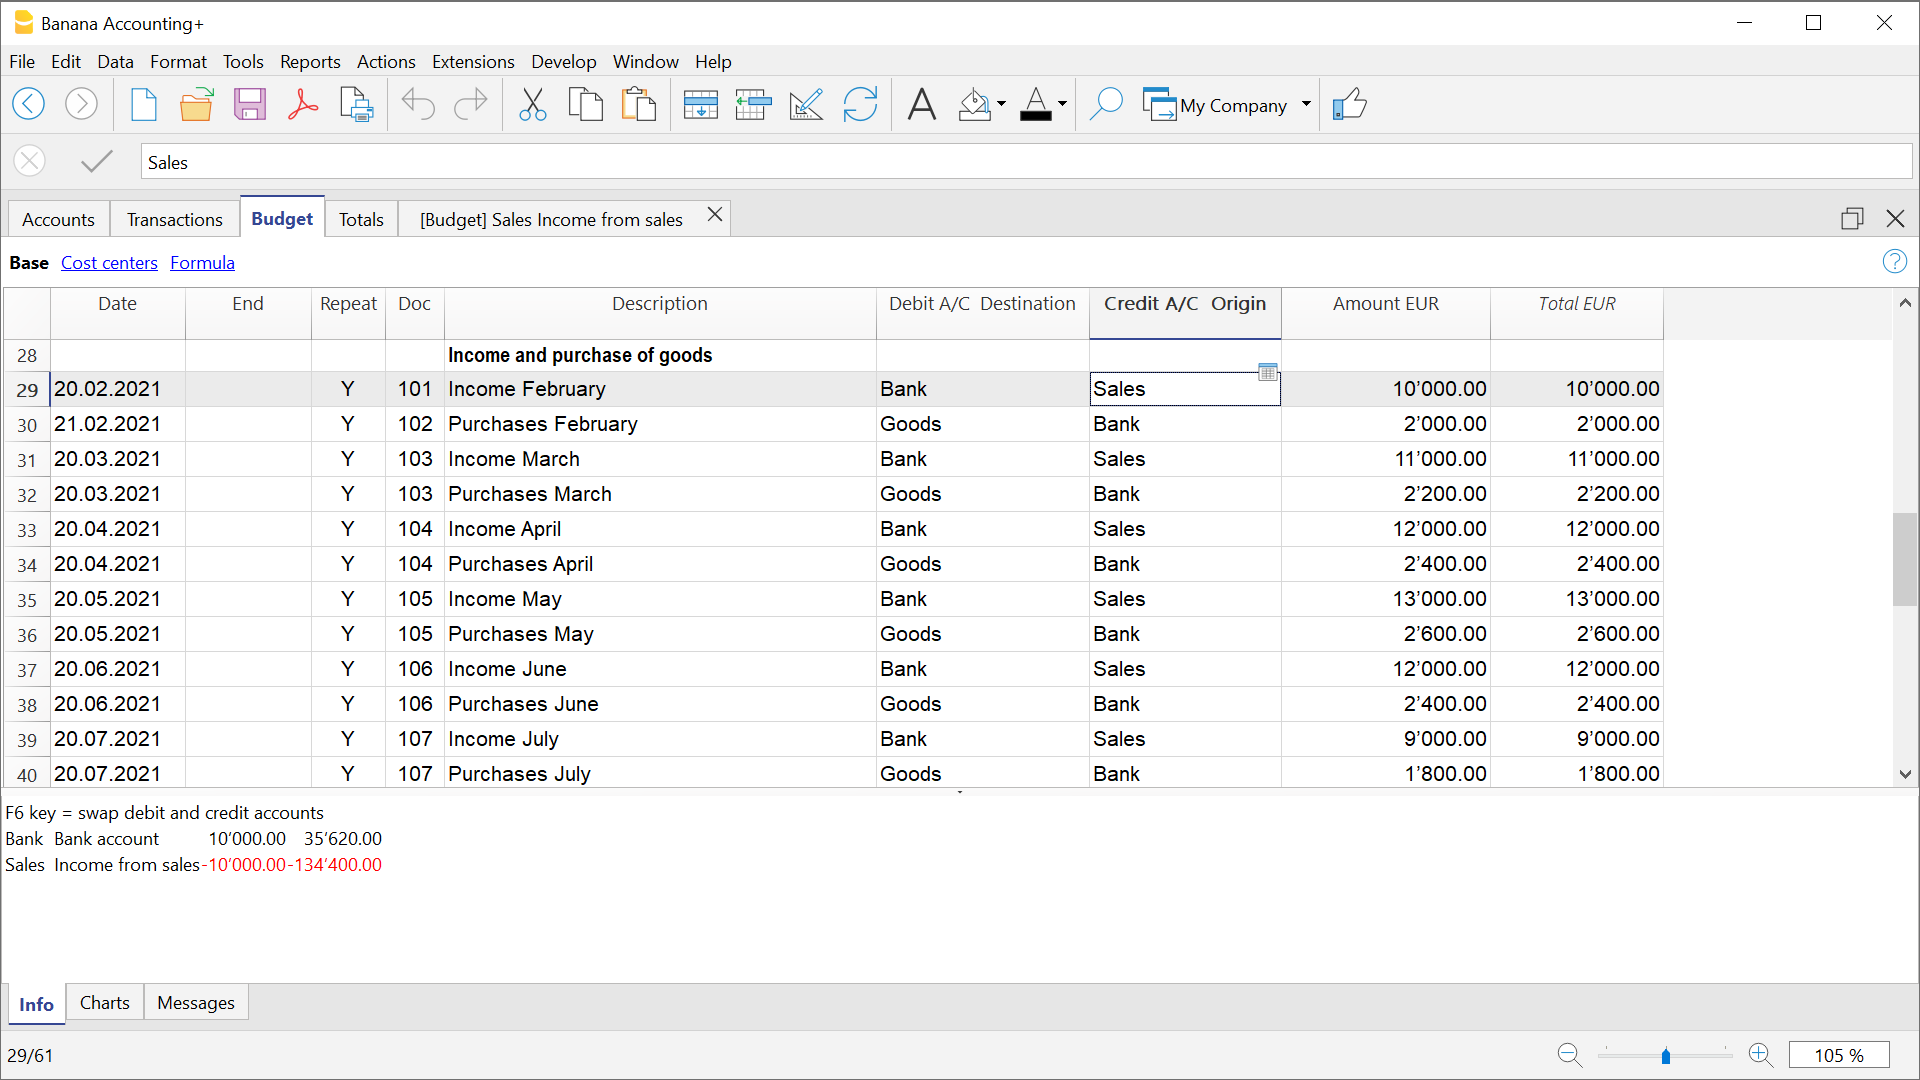 Banana Accounting+
File Edit Data Format Tools Reports Actions Extensions Develop Window Help
My Company
Sales
Accounts Transactions Budget Totals [Budget] Sales Income from sales
Base Cost centers Formula
Date End Repeat Doc Description Debit A/C Destination Credit A/C Origin Amount EUR Total EUR
28 Income and purchase of goods
29 20.02.2021 Y 101 Income February Bank Sales 10’000.00 10’000.00
30 21.02.2021 Y 102 Purchases February Goods Bank 2’000.00 2’000.00
31 20.03.2021 Y 103 Income March Bank Sales 11’000.00 11’000.00
32 20.03.2021 Y 103 Purchases March Goods Bank 2’200.00 2’200.00
33 20.04.2021 Y 104 Income April Bank Sales 12’000.00 12’000.00
34 20.04.2021 Y 104 Purchases April Goods Bank 2’400.00 2’400.00
35 20.05.2021 Y 105 Income May Bank Sales 13’000.00 13’000.00
36 20.05.2021 Y 105 Purchases May Goods Bank 2’600.00 2’600.00
37 20.06.2021 Y 106 Income June Bank Sales 12’000.00 12’000.00
38 20.06.2021 Y 106 Purchases June Goods Bank 2’400.00 2’400.00
39 20.07.2021 Y 107 Income July Bank Sales 9’000.00 9’000.00
40 20.07.2021 Y 107 Purchases July Goods Bank 1’800.00 1’800.00
F6 key = swap debit and credit accounts
Bank Bank account 10’000.00 35’620.00
Sales Income from sales -10’000.00 -134’400.00
Info Charts Messages
29/61
105 %